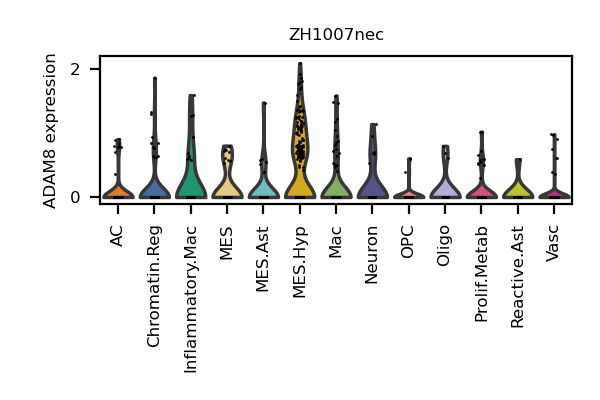 ZH1007nec
ADAM8 expression
2
0
AC
Chromatin.Reg
Inflammatory.Mac
MES
MES.Ast
MES.Hyp
Mac
Neuron
OPC
Oligo
Prolif.Metab
Reactive.Ast
Vasc